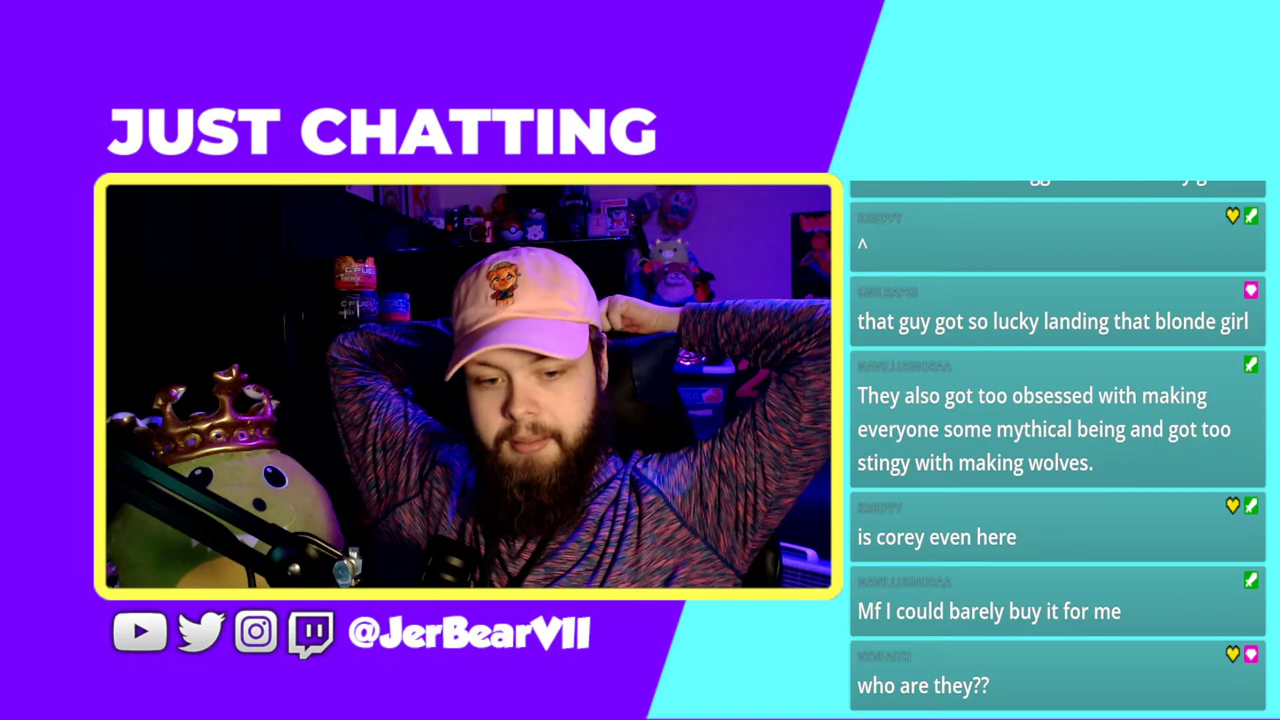 JUST CHATTING
^
that guy got so lucky landing that blonde girl
They also got too obsessed with making
everyone some mythical being and got too
stingy with making wolves.
is corey even here
Mf I could barely buy it for me
who are they??
G FUEL
G FUEL
@JerBearVII